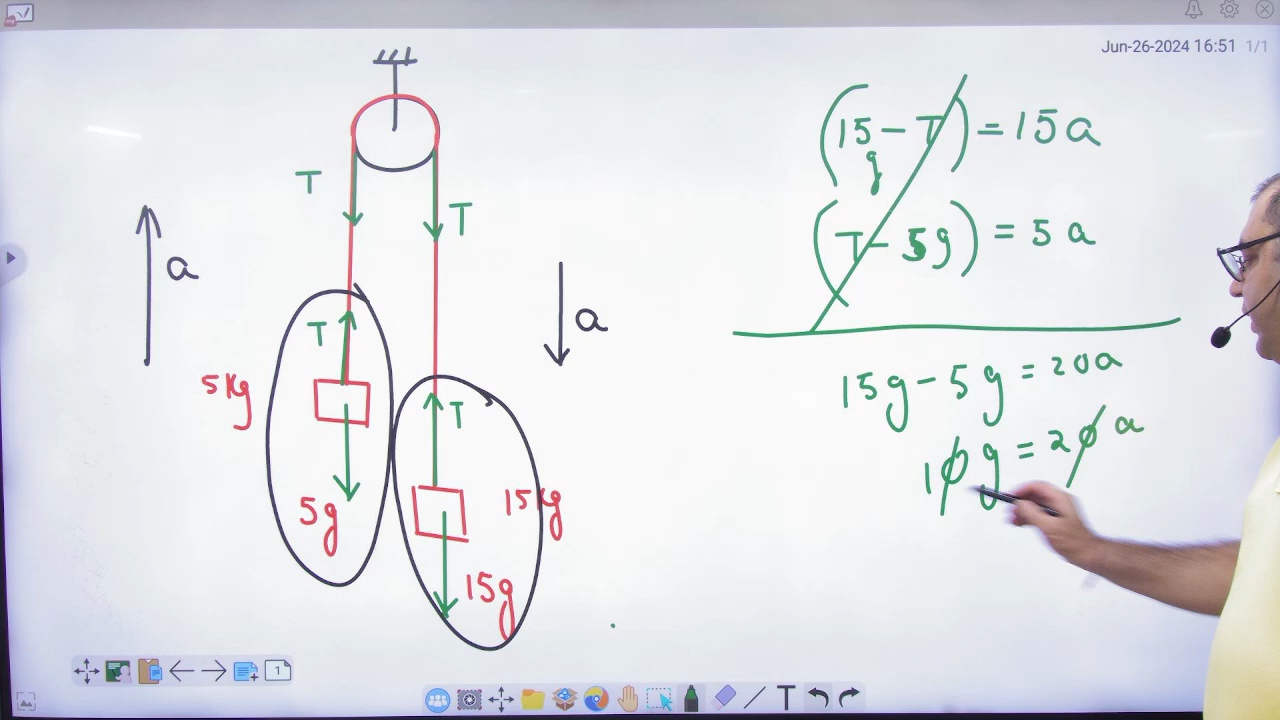 Jun-26-2024 16:51 1/1
(15g - T) = 15a
(T - 5g) = 5a
15g - 5g = 20a
10g = 20a
T
T
a
a
T
5kg
T
5g
15kg
15g
1
T